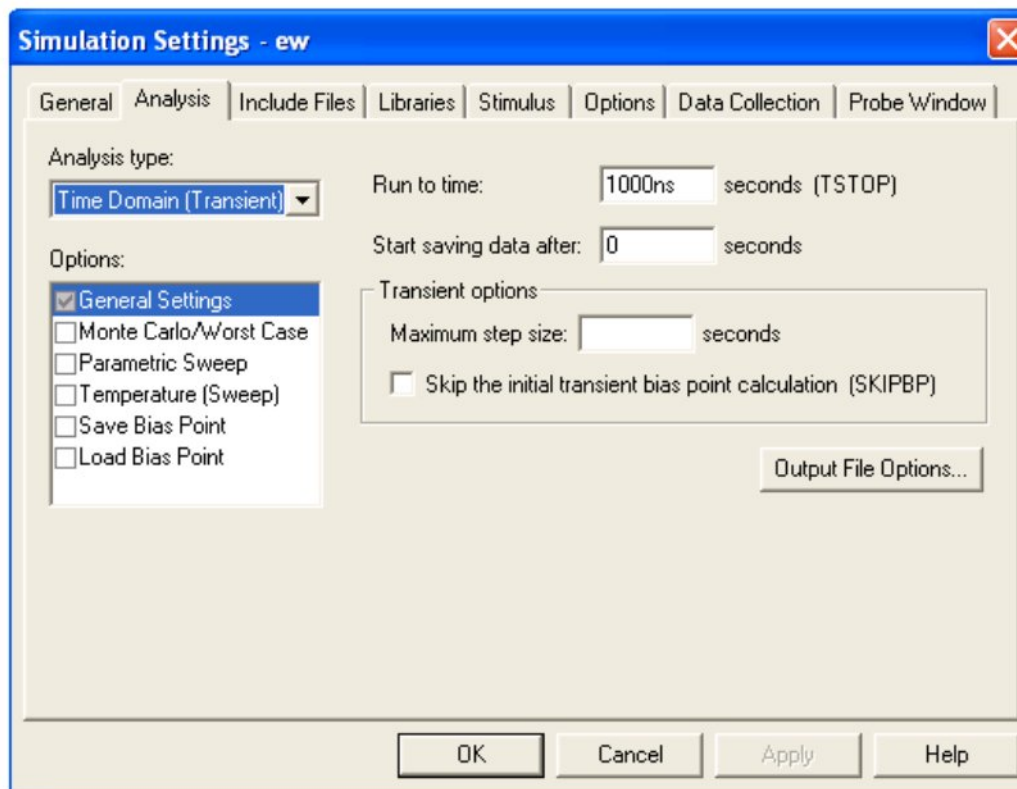 Simulation Settings - ew
General Analysis Include Files Libraries Stimulus Options Data Collection Probe Window
Analysis type:
Time Domain (Transient)
Options:
General Settings
Monte Carlo/Worst Case
Parametric Sweep
Temperature (Sweep)
Save Bias Point
Load Bias Point
Run to time: 1000ns seconds (TSTOP)
Start saving data after: 0 seconds
Transient options
Maximum step size: seconds
Skip the initial transient bias point calculation (SKIPBP)
Output File Options...
OK Cancel Apply Help